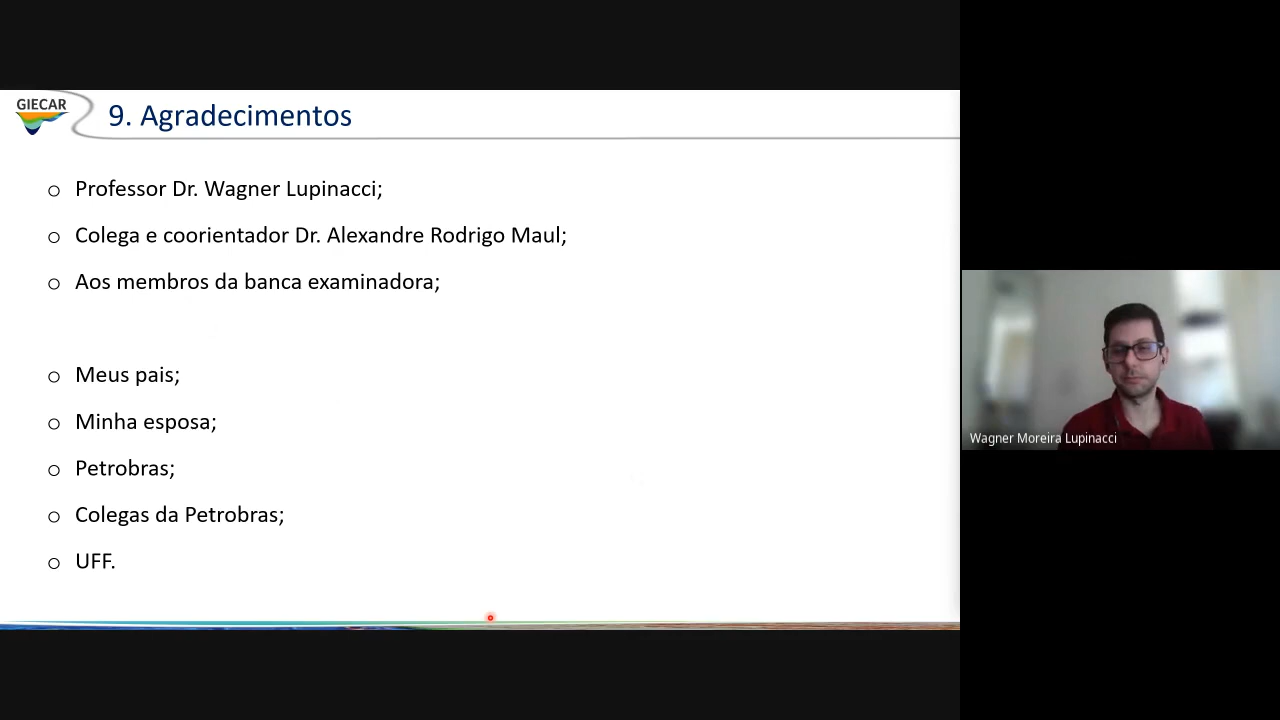 GIECAR
9. Agradecimentos
o Professor Dr. Wagner Lupinacci;
o Colega e coorientador Dr. Alexandre Rodrigo Maul;
o Aos membros da banca examinadora;
o Meus pais;
o Minha esposa;
o Petrobras;
o Colegas da Petrobras;
o UFF.
Wagner Moreira Lupinacci